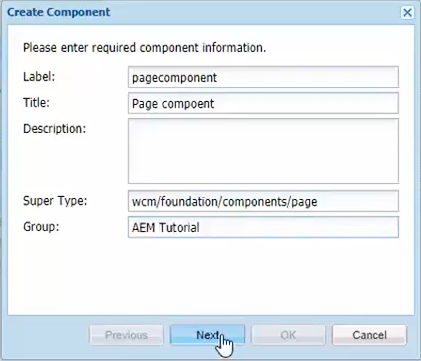 Create Component
Please enter required component information.
Label: pagecomponent
Title: Page compoent
Description:
Super Type: wcm/foundation/components/page
Group: AEM Tutorial
Previous Next OK Cancel